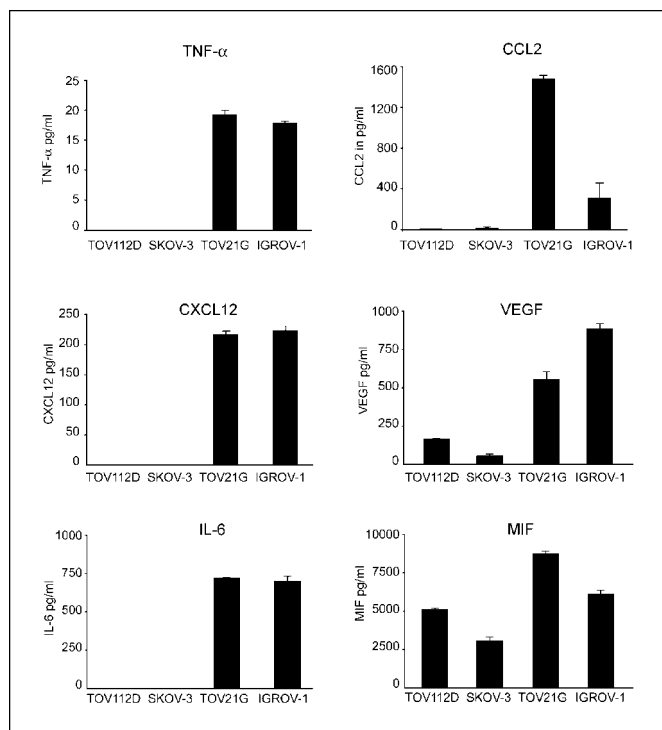 TNF-α
TNF-α pg/ml
25
20
15
10
5
0
TOV112D SKOV-3 TOV21G IGROV-1
CCL2
CCL2 in pg/ml
1600
1200
800
400
0
TOV112D SKOV-3 TOV21G IGROV-1
CXCL12
CXCL12 pg/ml
250
200
150
100
50
0
TOV112D SKOV-3 TOV21G IGROV-1
VEGF
VEGF pg/ml
1000
750
500
250
0
TOV112D SKOV-3 TOV21G IGROV-1
IL-6
IL-6 pg/ml
1000
750
500
250
0
TOV112D SKOV-3 TOV21G IGROV-1
MIF
MIF pg/ml
10000
7500
5000
2500
0
TOV112D SKOV-3 TOV21G IGROV-1